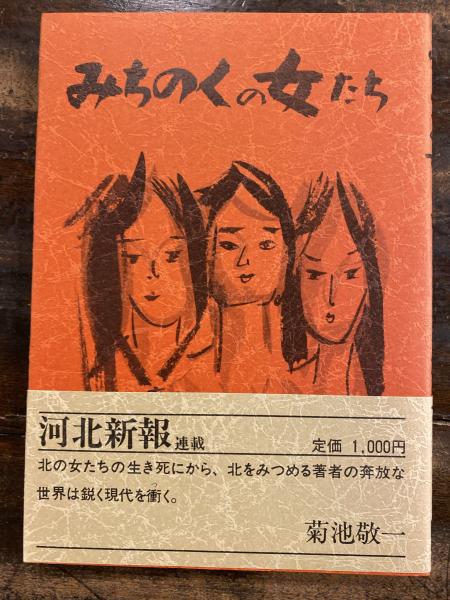 みちのくの女たち
河北新報連載 定価 1,000円
北の女たちの生き死にから、北をみつめる著者の奔放な
世界は鋭く現代を衝く。
菊池敬一